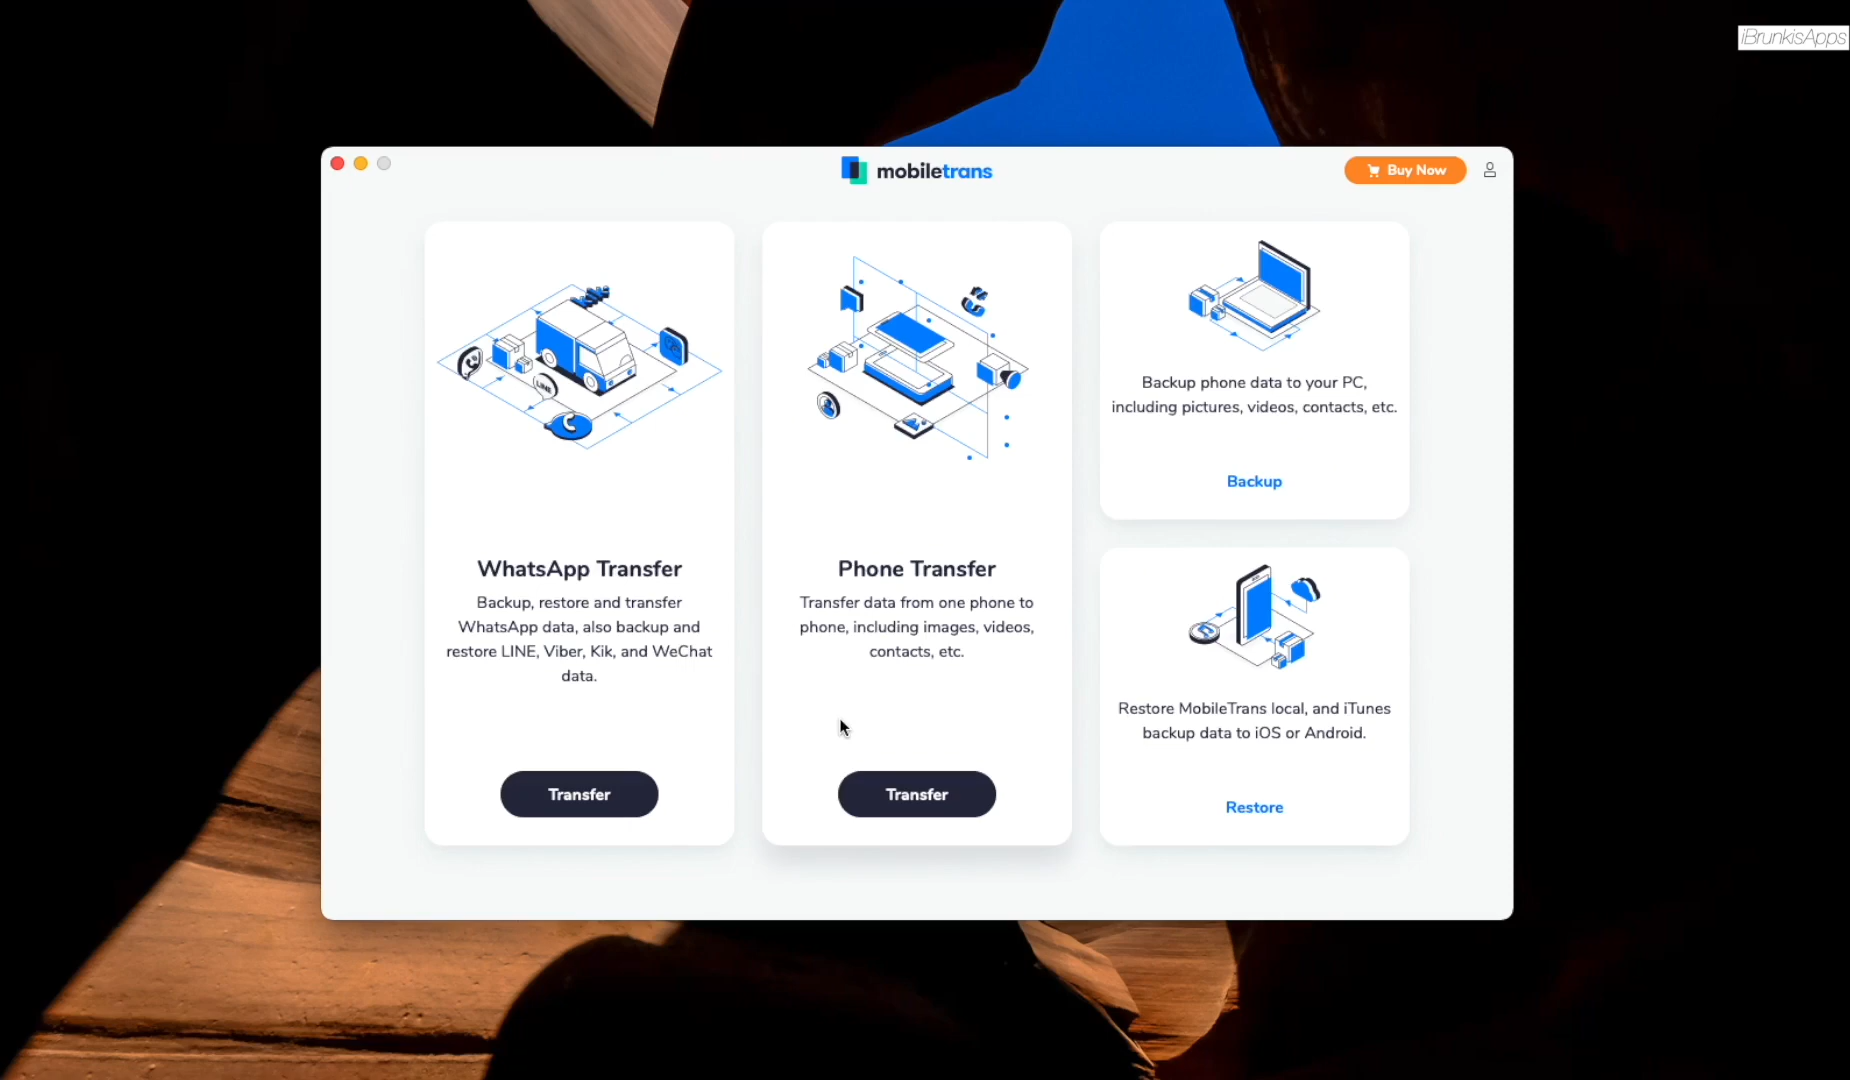 iBrunkisApps
mobiletrans
Buy Now
WhatsApp Transfer
Backup, restore and transfer
WhatsApp data, also backup and
restore LINE, Viber, Kik, and WeChat
data.
Transfer
Phone Transfer
Transfer data from one phone to
phone, including images, videos,
contacts, etc.
Transfer
Backup phone data to your PC,
including pictures, videos, contacts, etc.
Backup
Restore MobileTrans local, and iTunes
backup data to iOS or Android.
Restore